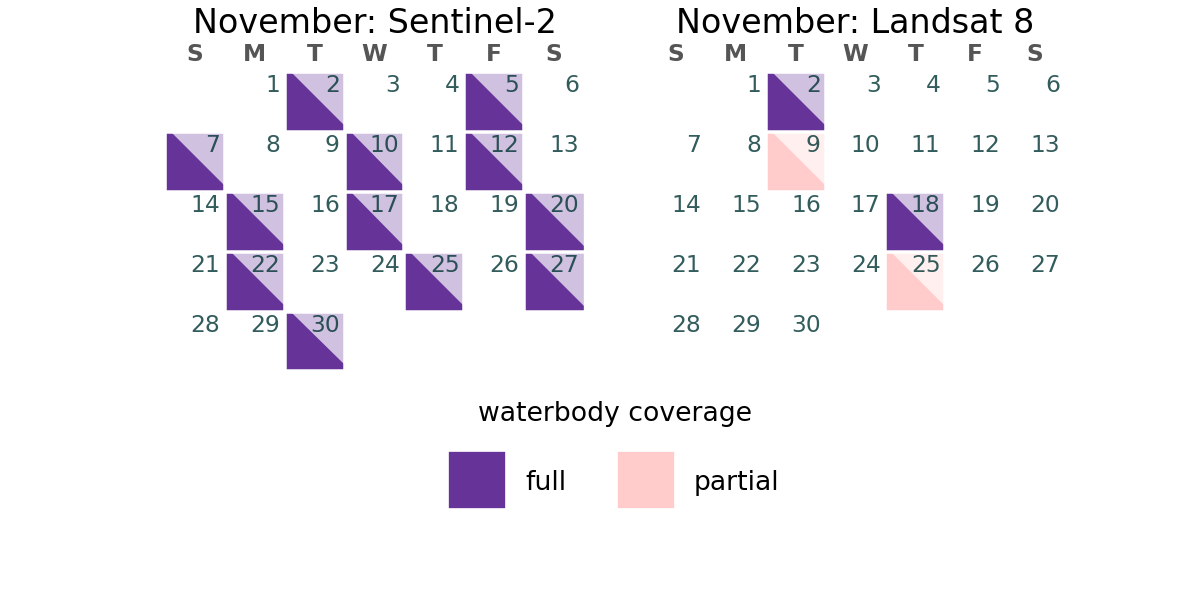 November: Sentinel-2
S M T W T F S
1 2 3 4 5 6
7 8 9 10 11 12 13
14 15 16 17 18 19 20
21 22 23 24 25 26 27
28 29 30
November: Landsat 8
S M T W T F S
1 2 3 4 5 6
7 8 9 10 11 12 13
14 15 16 17 18 19 20
21 22 23 24 25 26 27
28 29 30
waterbody coverage
full
partial